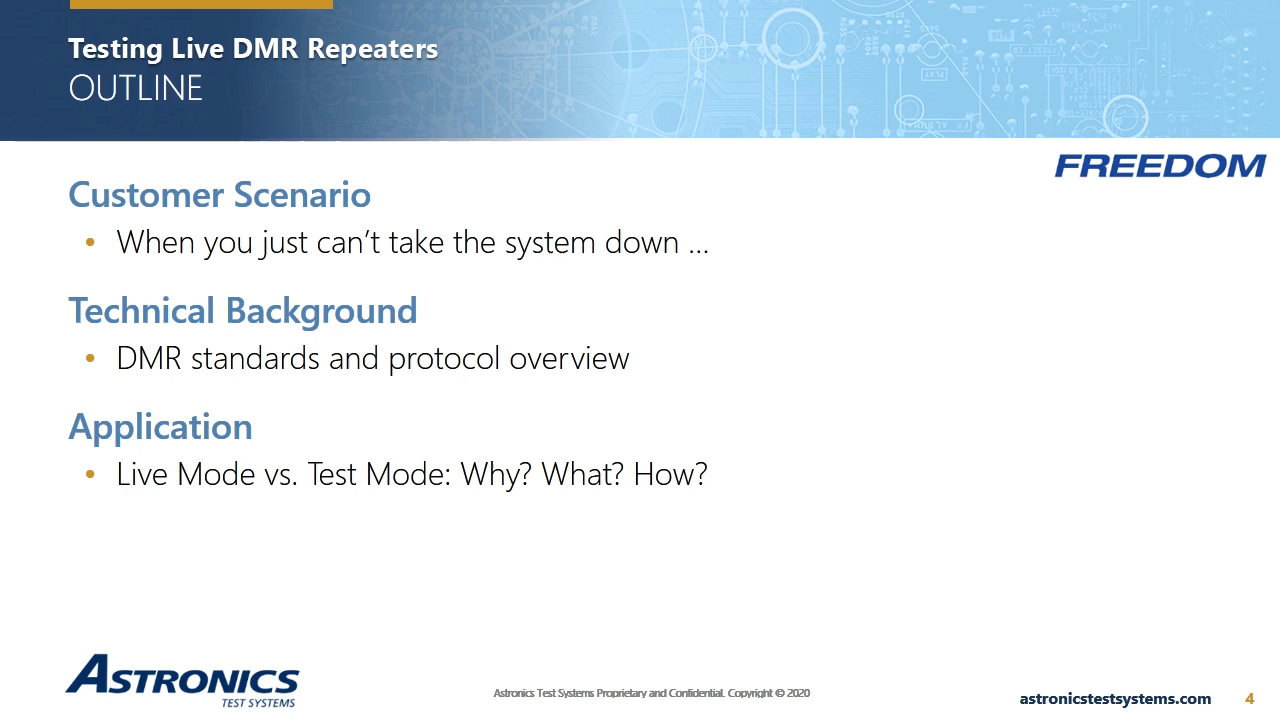 Testing Live DMR Repeaters
OUTLINE
FREEDOM
Customer Scenario
• When you just can’t take the system down ...
Technical Background
• DMR standards and protocol overview
Application
• Live Mode vs. Test Mode: Why? What? How?
ASTRONICS
TEST SYSTEMS
Astronics Test Systems Proprietary and Confidential. Copyright © 2020
astronicstestsystems.com
4